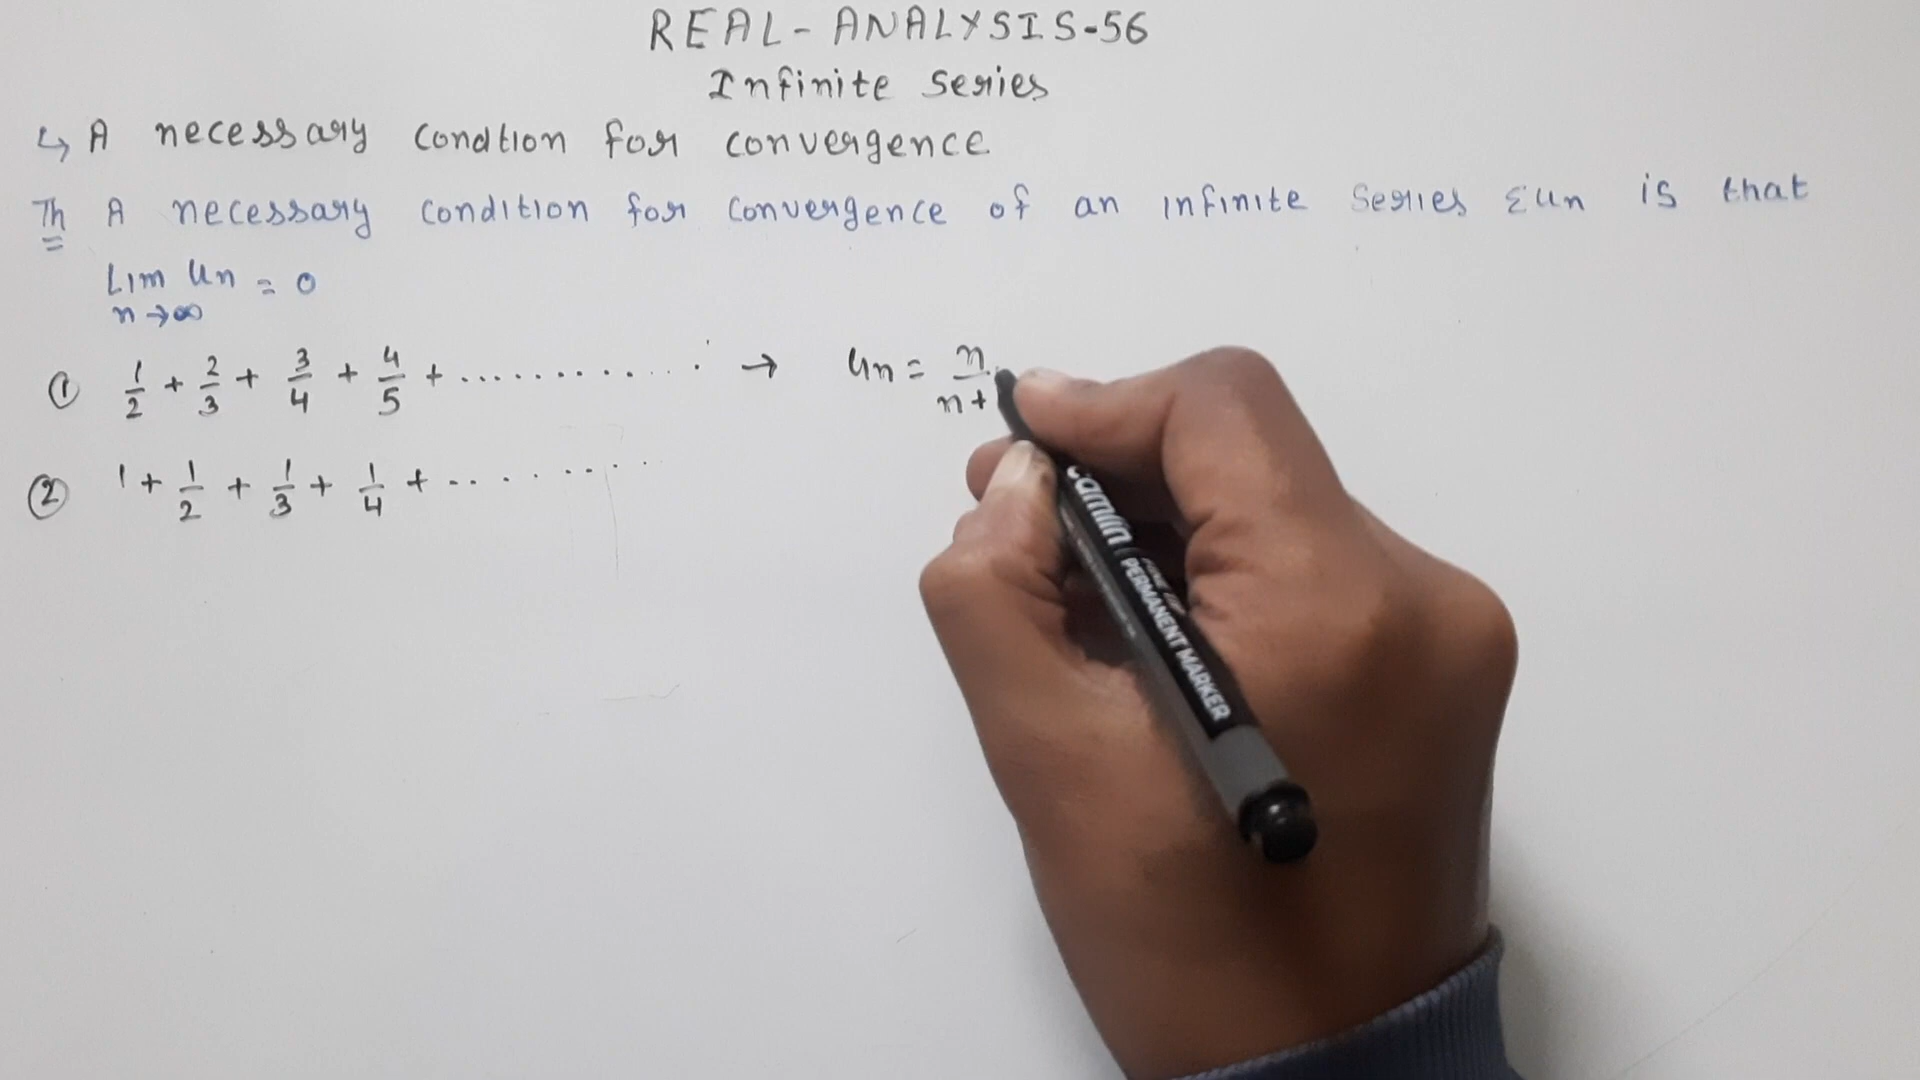 REAL - ANALYSIS-56
Infinite Series
↳ A necessary Condtion for convergence
Th A necessary condition for convergence of an infinite series Σun is that
Lim Un = 0
n→∞
① 1/2 + 2/3 + 3/4 + 4/5 + ............. → Un = n/n+
② 1 + 1/2 + 1/3 + 1/4 + ........
camlin
PERMANENT MARKER